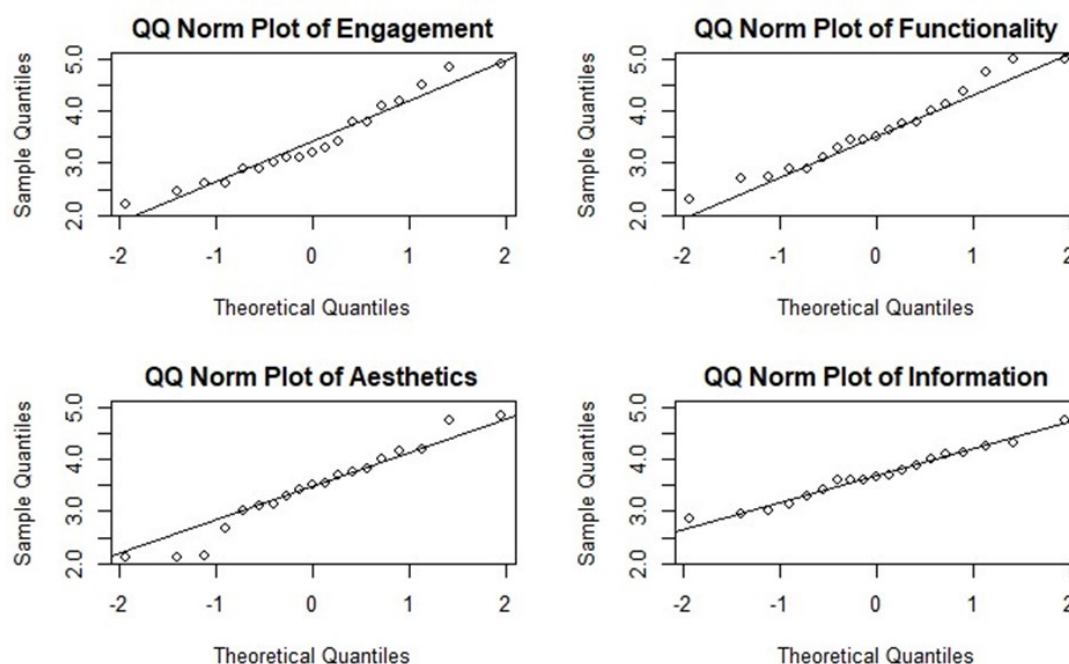 QQ Norm Plot of Engagement
Sample Quantiles
5.0
4.0
3.0
2.0
-2 -1 0 1 2
Theoretical Quantiles
QQ Norm Plot of Functionality
Sample Quantiles
5.0
4.0
3.0
2.0
-2 -1 0 1 2
Theoretical Quantiles
QQ Norm Plot of Aesthetics
Sample Quantiles
5.0
4.0
3.0
2.0
-2 -1 0 1 2
Theoretical Quantiles
QQ Norm Plot of Information
Sample Quantiles
5.0
4.0
3.0
2.0
-2 -1 0 1 2
Theoretical Quantiles